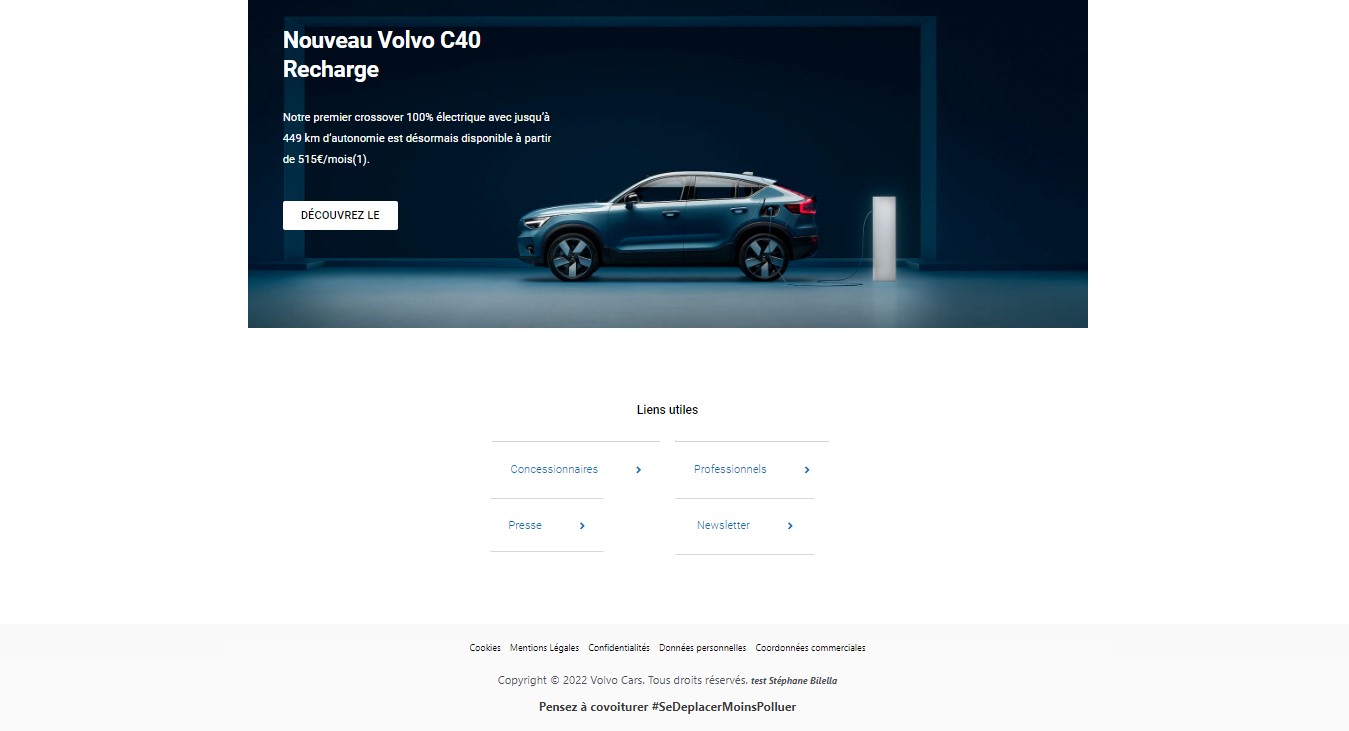 Nouveau Volvo C40
Recharge
Notre premier crossover 100% électrique avec jusqu'à
449 km d'autonomie est désormais disponible à partir
de 515€/mois(1).
DÉCOUVREZ LE
Liens utiles
Concessionnaires
Professionnels
Presse
Newsletter
Cookies Mentions Légales Confidentialités Données personnelles Coordonnées commerciales
Copyright © 2022 Volvo Cars. Tous droits réservés. test Stéphane Bilella
Pensez à covoiturer #SeDeplacerMoinsPolluer